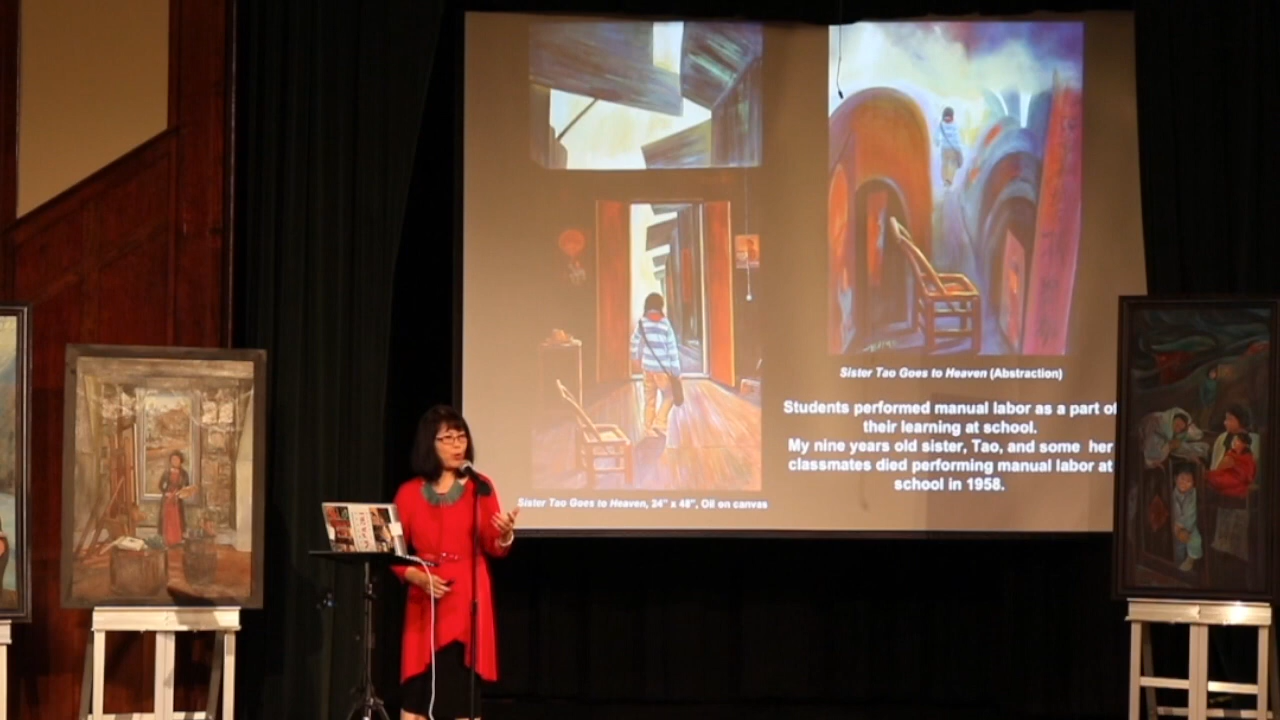 Sister Tao Goes to Heaven (Abstraction)
Students performed manual labor as a part of
their learning at school.
My nine years old sister, Tao, and some her
classmates died performing manual labor at
school in 1958.
Sister Tao Goes to Heaven, 24" x 48", Oil on canvas